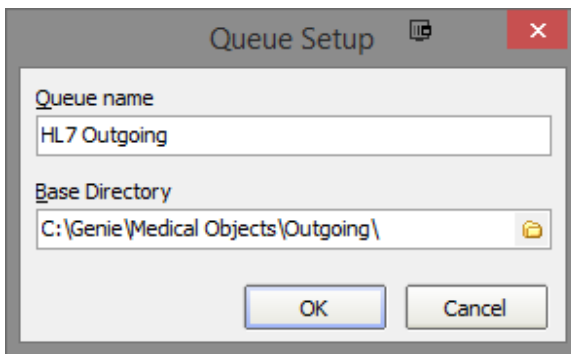 Queue Setup
Queue name
HL7 Outgoing
Base Directory
C:\Genie\Medical Objects\Outgoing\
OK Cancel